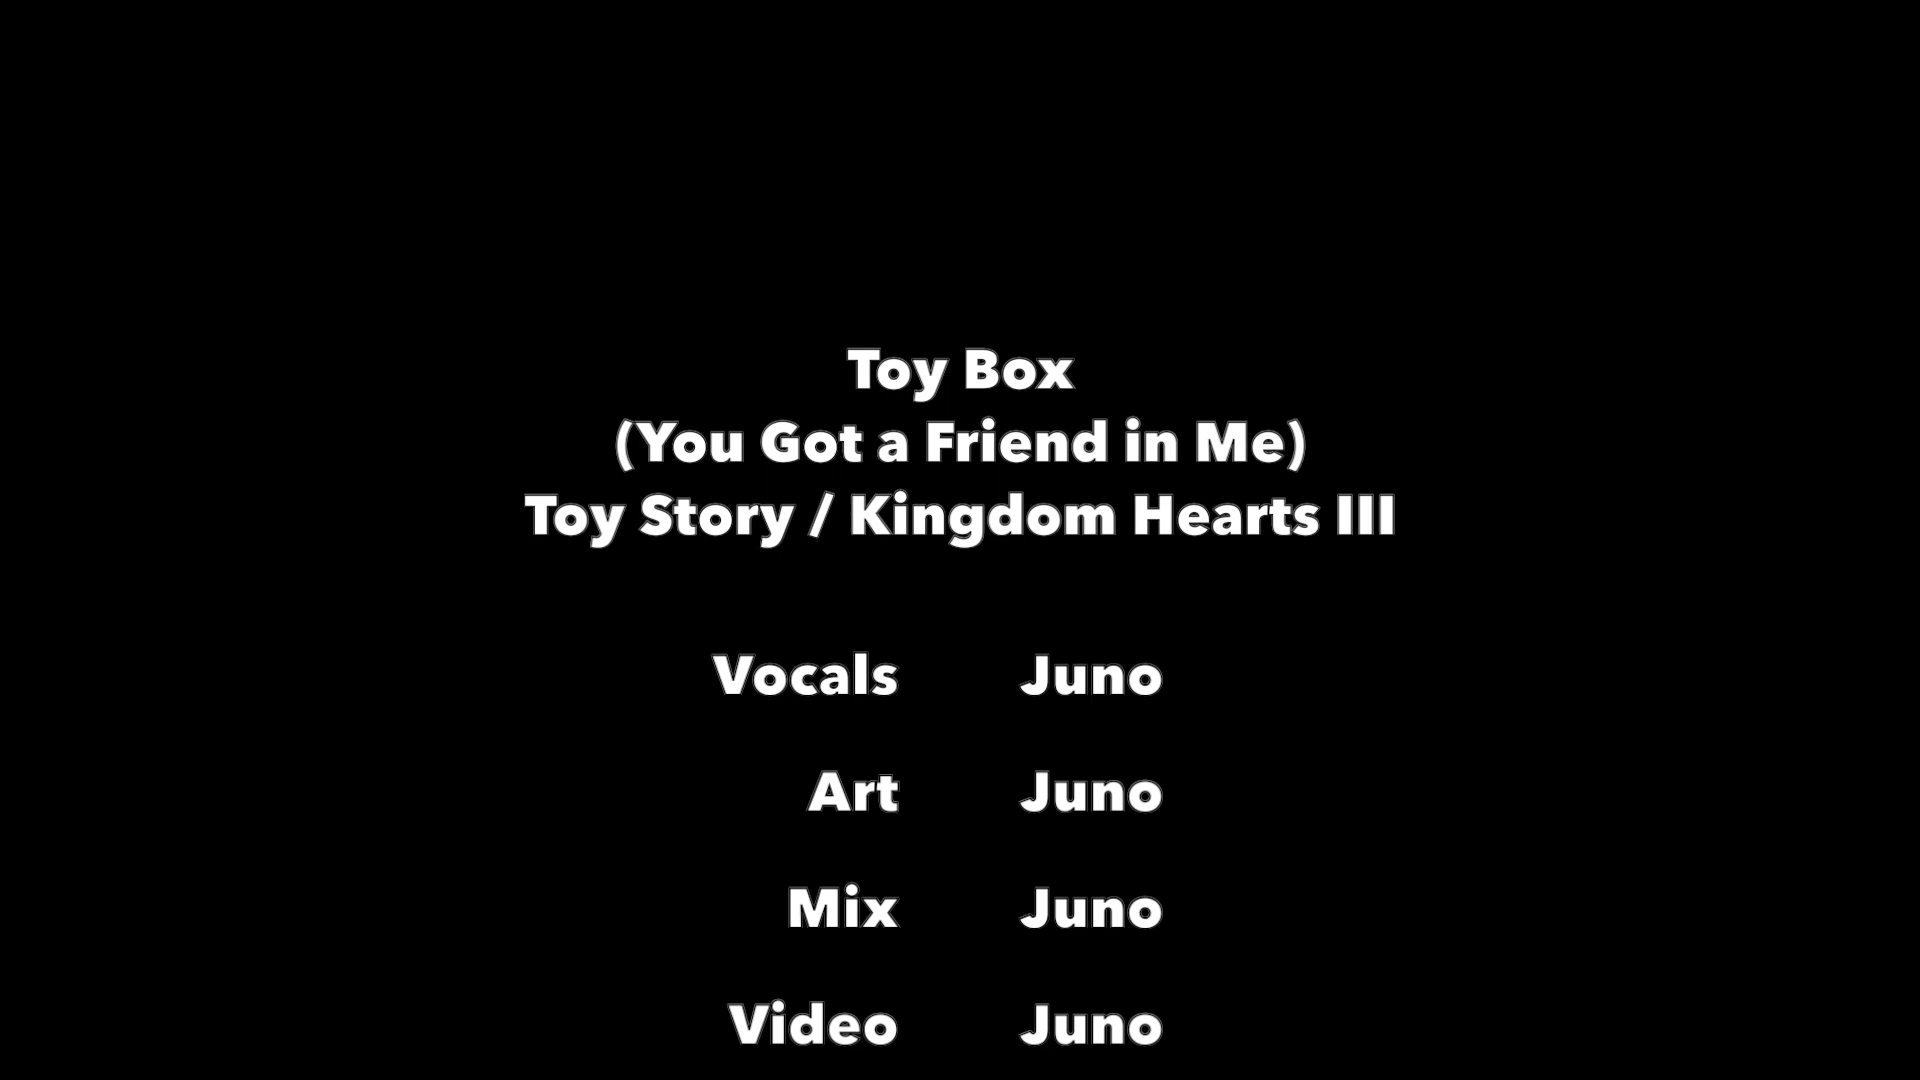 Toy Box
(You Got a Friend in Me)
Toy Story / Kingdom Hearts III
Vocals Juno
Art Juno
Mix Juno
Video Juno